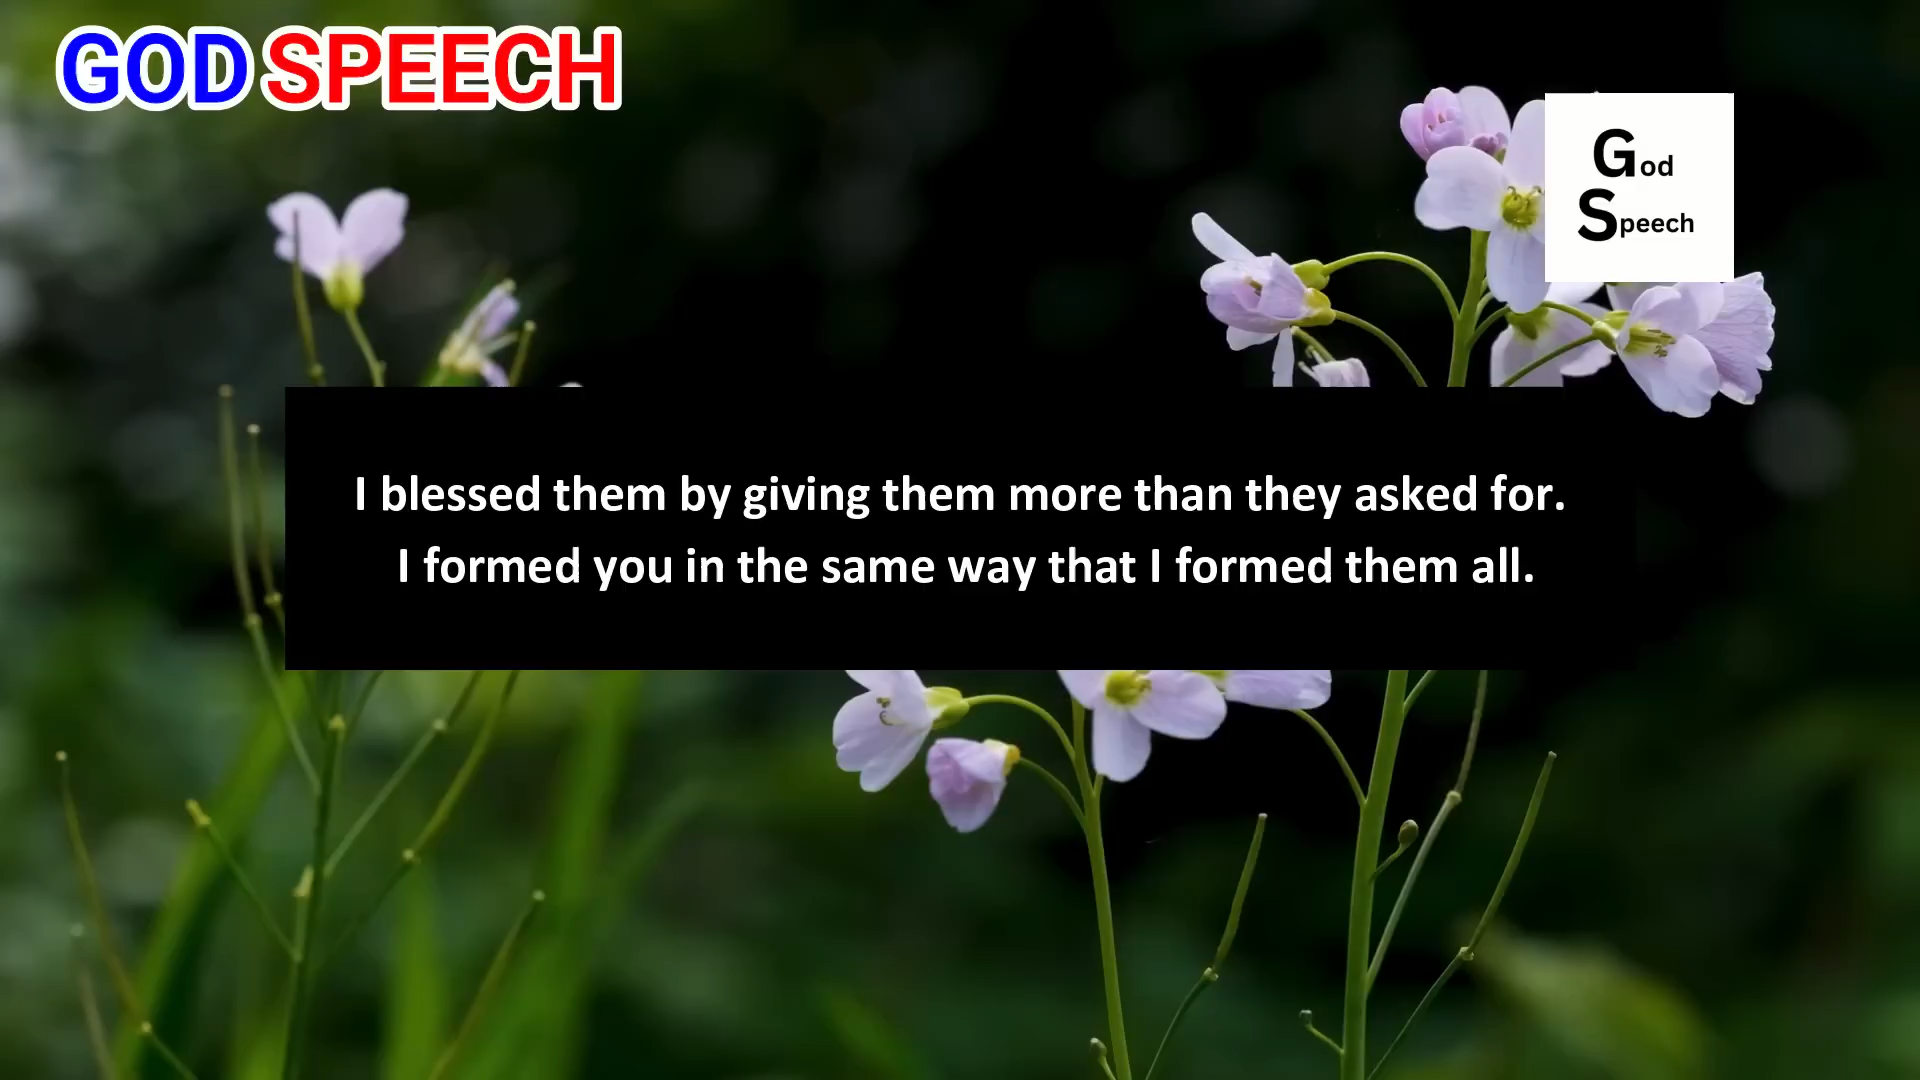 GOD SPEECH
God
Speech
I blessed them by giving them more than they asked for.
I formed you in the same way that I formed them all.